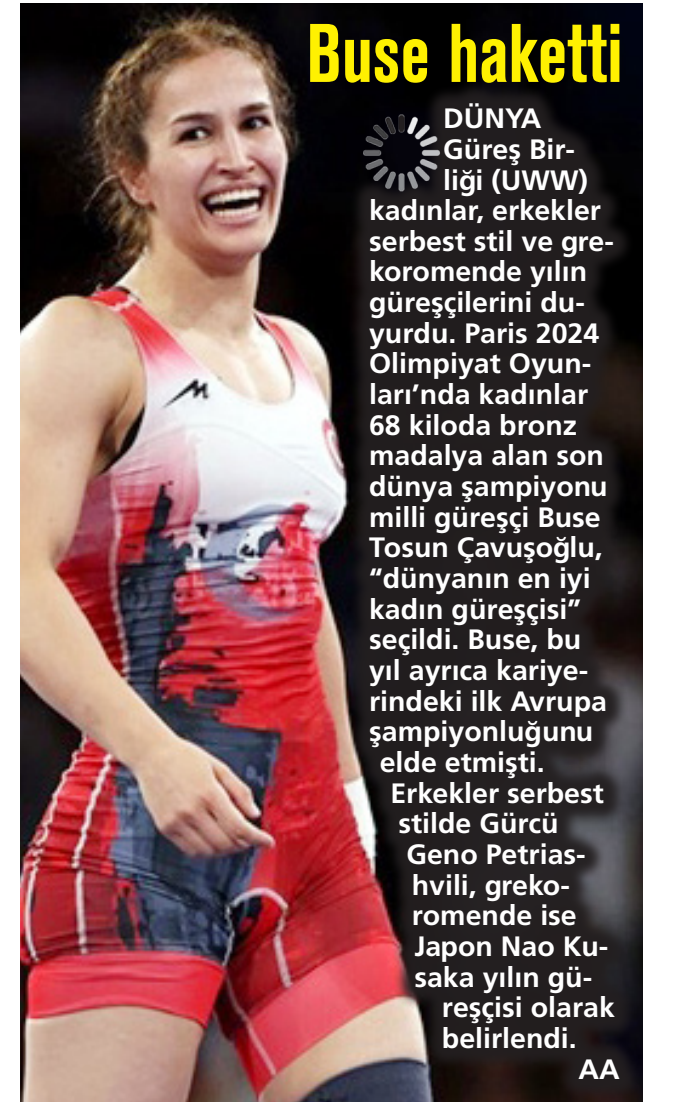 Buse haketti
DÜNYA
Güreş Bir-
liği (UWW)
kadınlar, erkekler
serbest stil ve gre-
koromende yılın
güreşçilerini du-
yurdu. Paris 2024
Olimpiyat Oyun-
ları’nda kadınlar
68 kiloda bronz
madalya alan son
dünya şampiyonu
milli güreşçi Buse
Tosun Çavuşoğlu,
“dünyanın en iyi
kadın güreşçisi”
seçildi. Buse, bu
yıl ayrıca kariye-
rindeki ilk Avrupa
şampiyonluğunu
elde etmişti.
Erkekler serbest
stilde Gürcü
Geno Petrias-
hvili, greko-
romende ise
Japon Nao Ku-
saka yılın gü-
reşçisi olarak
belirlendi.
AA